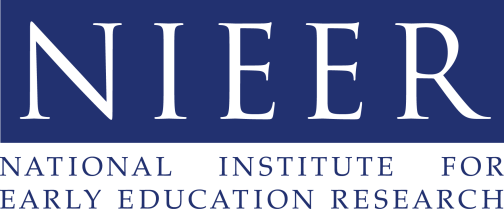 NIEER
NATIONAL INSTITUTE FOR
EARLY EDUCATION RESEARCH